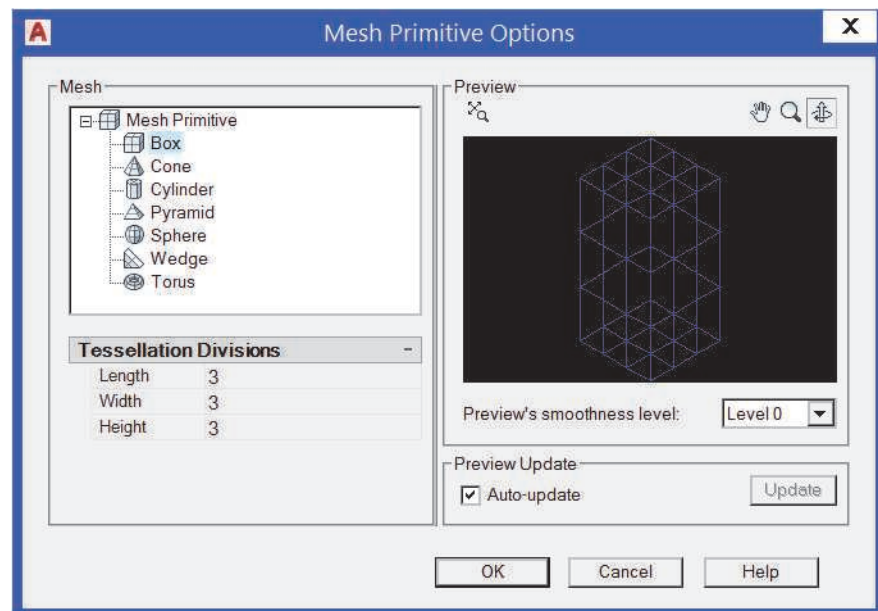 A
Mesh Primitive Options
X
Mesh
Mesh Primitive
Box
Cone
Cylinder
Pyramid
Sphere
Wedge
Torus
Tessellation Divisions -
Length 3
Width 3
Height 3
Preview
Preview's smoothness level: Level 0
Preview Update
Auto-update
Update
OK
Cancel
Help